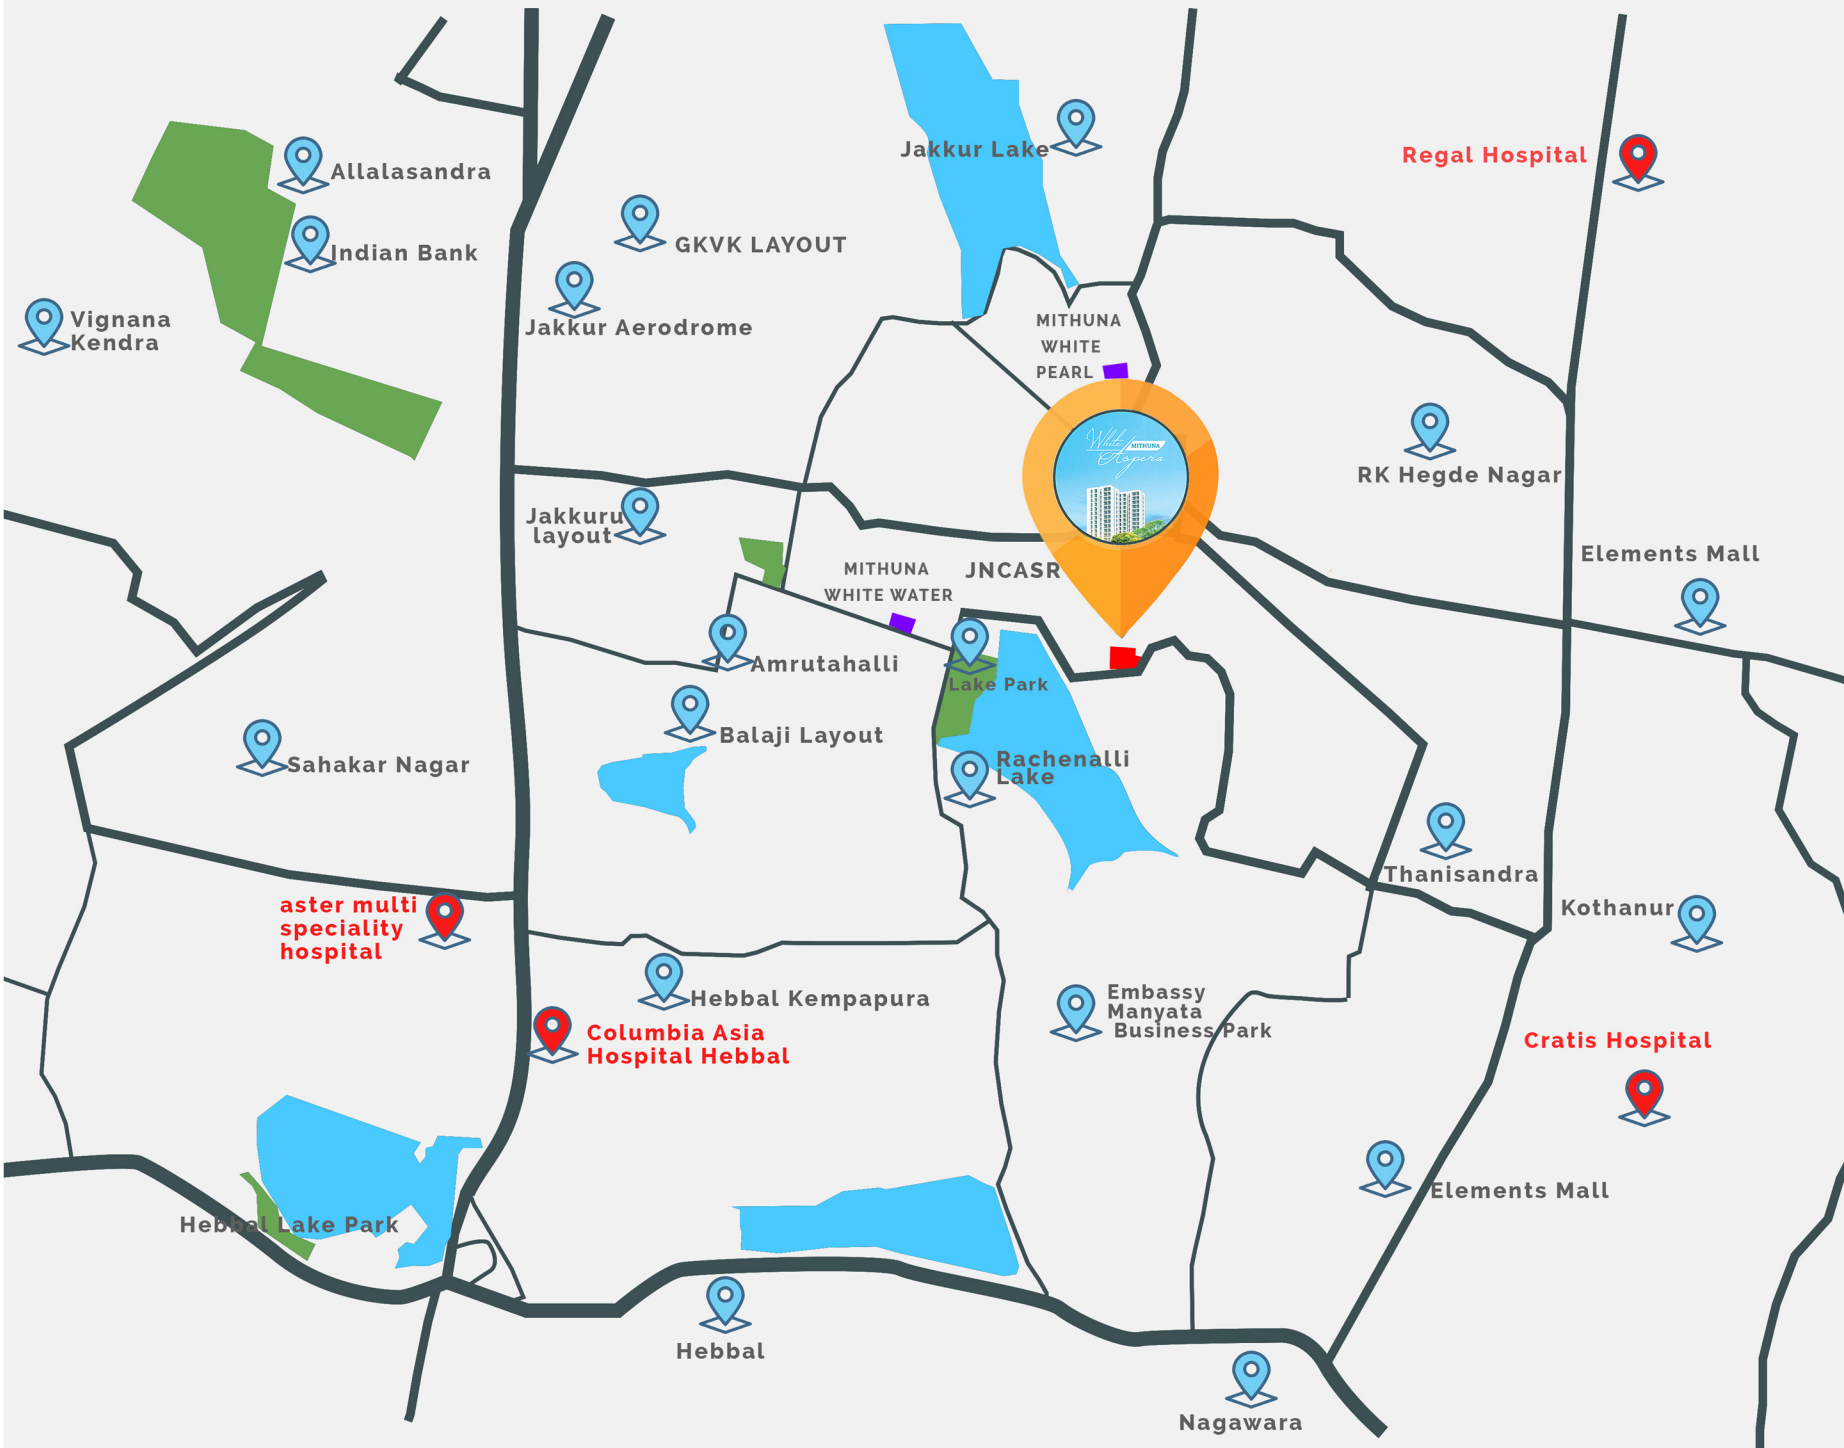 Jakkur Lake
Regal Hospital
Allalasandra
GKVK LAYOUT
Indian Bank
Vignana
Kendra
Jakkur Aerodrome
MITHUNA
WHITE
PEARL
White
MITHUNA
Aspera
RK Hegde Nagar
Jakkuru
layout
Elements Mall
MITHUNA
WHITE WATER
JNCASR
Amrutahalli
Lake Park
Balaji Layout
Sahakar Nagar
Rachenalli
Lake
Thanisandra
aster multi
speciality
hospital
Kothanur
Hebbal Kempapura
Embassy
Manyata
Business Park
Columbia Asia
Hospital Hebbal
Cratis Hospital
Elements Mall
Hebbal Lake Park
Hebbal
Nagawara